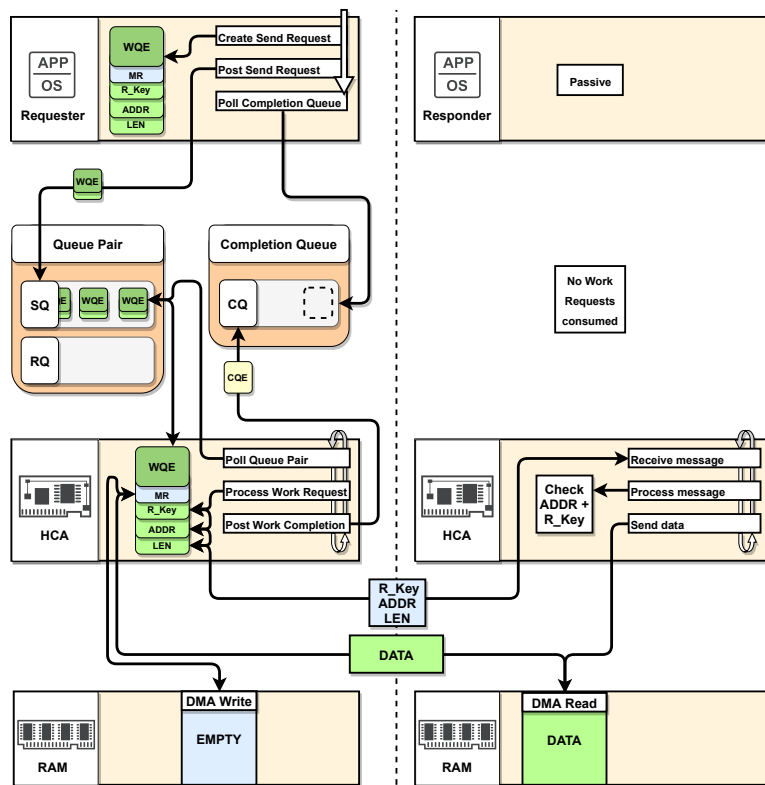 APP
OS
Requester
WQE
MR
R_Key
ADDR
LEN
Create Send Request
Post Send Request
Poll Completion Queue
APP
OS
Responder
Passive
WQE
Queue Pair
SQ
WQE
WQE
RQ
Completion Queue
CQ
CQE
No Work
Requests
consumed
HCA
WQE
MR
R_Key
ADDR
LEN
Poll Queue Pair
Process Work Request
Post Work Completion
HCA
Check
ADDR +
R_Key
Receive message
Process message
Send data
R_Key
ADDR
LEN
DATA
RAM
DMA Write
EMPTY
RAM
DMA Read
DATA